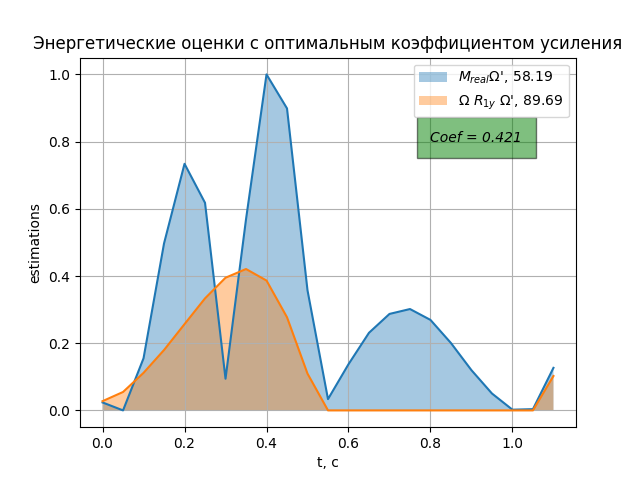 Энергетические оценки с оптимальным коэффициентом усиления
M_realΩ', 58.19
Ω R_1y Ω', 89.69
Coef = 0.421
estimations
1.0
0.8
0.6
0.4
0.2
0.0
0.0 0.2 0.4 0.6 0.8 1.0
t, c